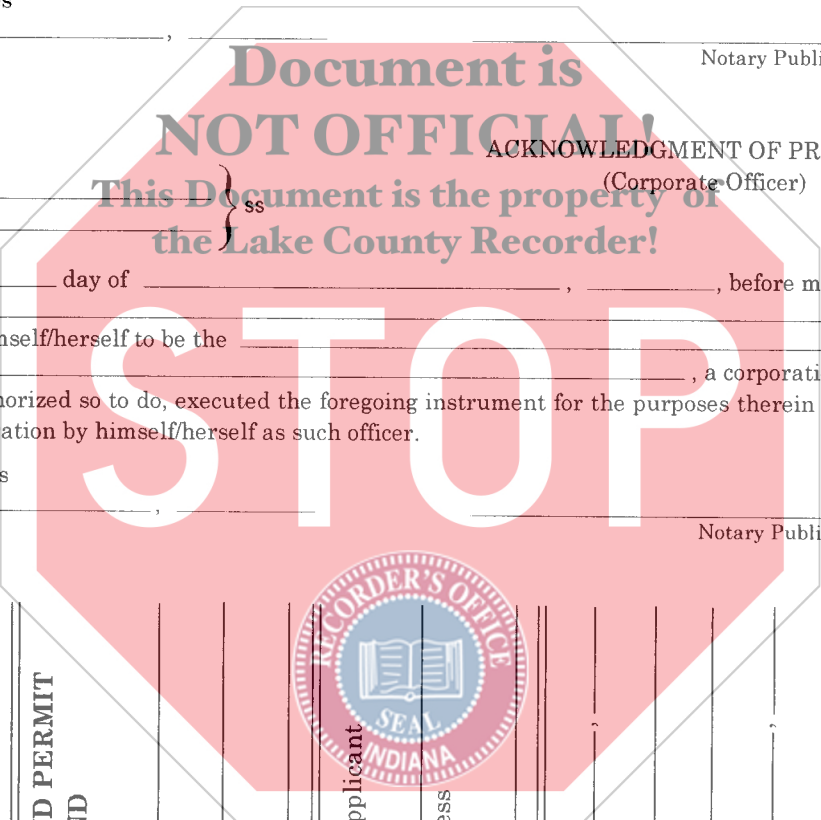 s
,
Document is
Notary Publi
NOT OFFICIAL!
ACKNOWLEDGMENT OF PR
This Document is the property of
(Corporate Officer)
} ss
the Lake County Recorder!
day of , , before m
nself/herself to be the
, a corporati
norized so to do, executed the foregoing instrument for the purposes therein
ation by himself/herself as such officer.
STOP
s
,
Notary Publi
RECORDER'S OFFICE
SEAL
INDIANA
D PERMIT
ND
pplicant
ess
,
,